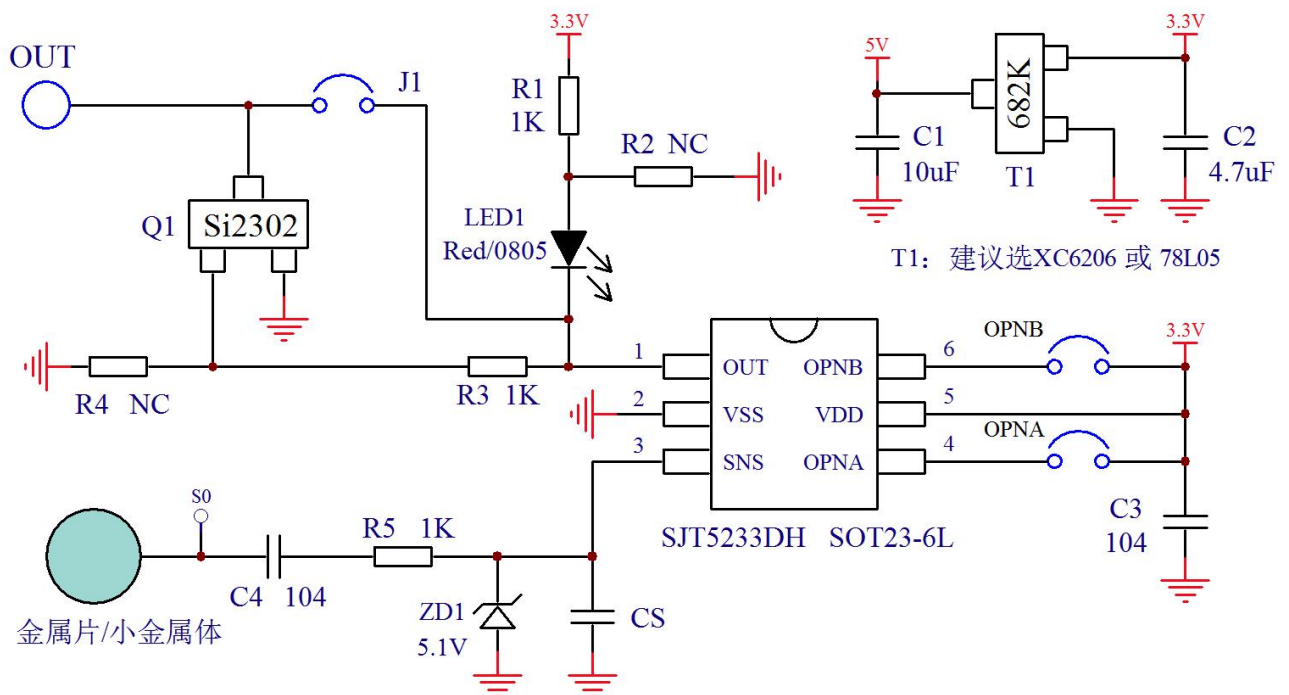 3.3V
OUT
J1
R1
1K
R2 NC
LED1
Red/0805
Q1
Si2302
5V
3.3V
682K
C1
10uF
T1
C2
4.7uF
T1：建议选XC6206 或 78L05
R4 NC
R3 1K
1
2
3
OUT
VSS
SNS
OPNB
VDD
OPNA
6
5
4
OPNB
OPNA
3.3V
SJT5233DH SOT23-6L
C3
104
S0
C4 104
R5 1K
ZD1
5.1V
CS
金属片/小金属体